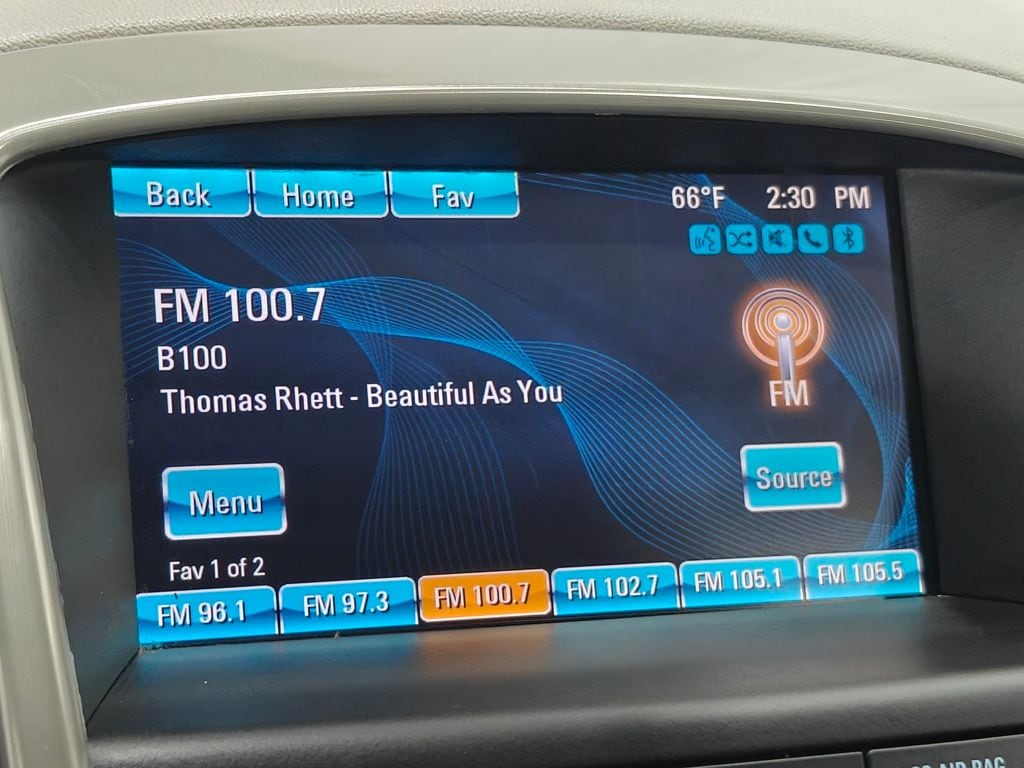 Back Home Fav 66°F 2:30 PM
FM 100.7
B100
Thomas Rhett - Beautiful As You
FM
Menu Source
Fav 1 of 2
FM 96.1 FM 97.3 FM 100.7 FM 102.7 FM 105.1 FM 105.5
AIR BAG